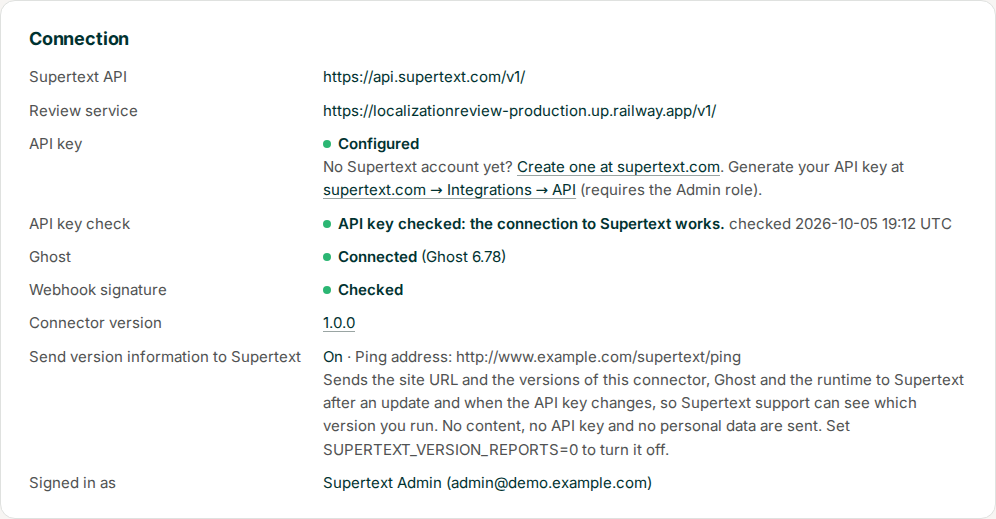 Connection
Supertext API
https://api.supertext.com/v1/
Review service
https://localizationreview-production.up.railway.app/v1/
API key
Configured
No Supertext account yet? Create one at supertext.com. Generate your API key at
supertext.com → Integrations → API (requires the Admin role).
API key check
API key checked: the connection to Supertext works. checked 2026-10-05 19:12 UTC
Ghost
Connected (Ghost 6.78)
Webhook signature
Checked
Connector version
1.0.0
Send version information to Supertext
On · Ping address: http://www.example.com/supertext/ping
Sends the site URL and the versions of this connector, Ghost and the runtime to Supertext
after an update and when the API key changes, so Supertext support can see which
version you run. No content, no API key and no personal data are sent. Set
SUPERTEXT_VERSION_REPORTS=0 to turn it off.
Signed in as
Supertext Admin (admin@demo.example.com)